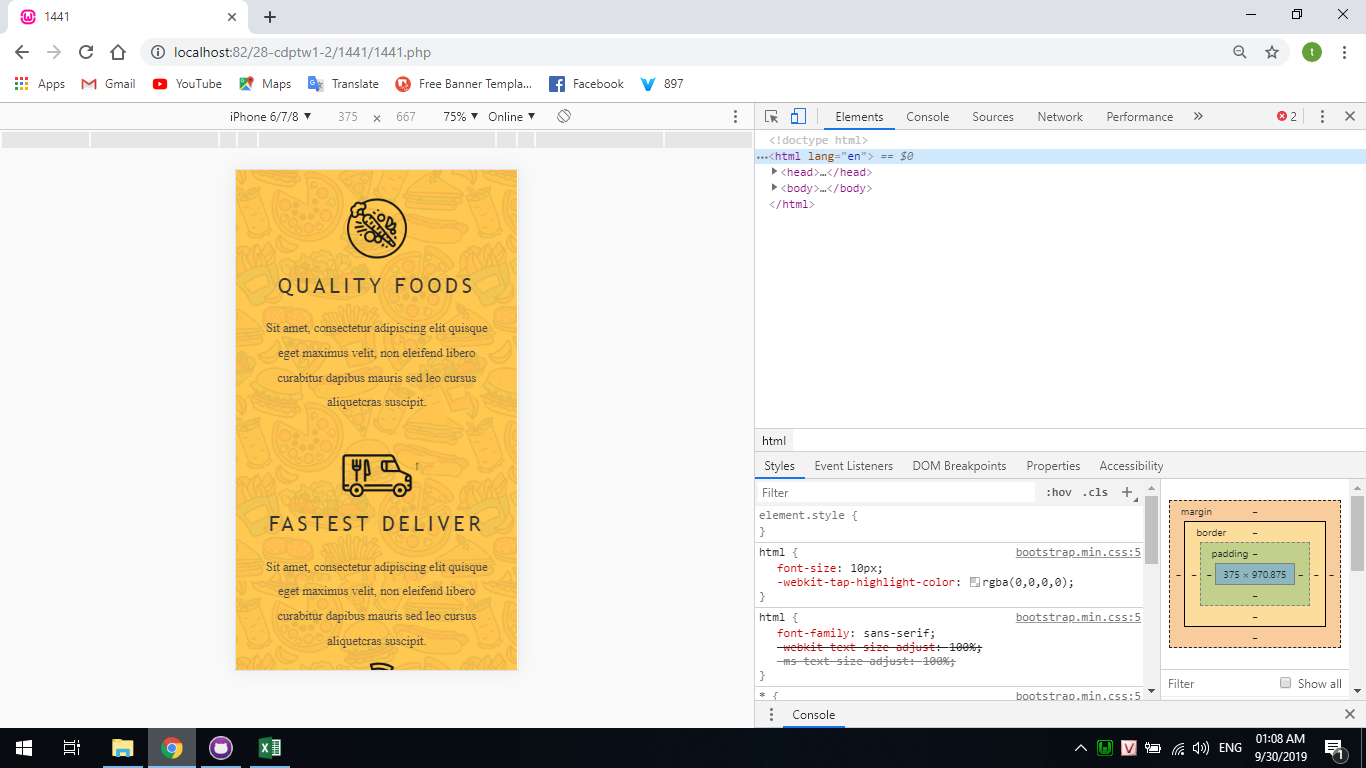 1441
localhost:82/28-cdptw1-2/1441/1441.php
t
Apps Gmail YouTube Maps Translate Free Banner Templa... Facebook 897
iPhone 6/7/8 ▼ 375 × 667 75% ▼ Online ▼
Elements Console Sources Network Performance » 2
<!doctype html>
…<html lang="en"> == $0
<head>…</head>
<body>…</body>
</html>
QUALITY FOODS
Sit amet, consectetur adipiscing elit quisque
eget maximus velit, non eleifend libero
curabitur dapibus mauris sed leo cursus
aliquetcras suscipit.
FASTEST DELIVER
Sit amet, consectetur adipiscing elit quisque
eget maximus velit, non eleifend libero
curabitur dapibus mauris sed leo cursus
aliquetcras suscipit.
html
Styles Event Listeners DOM Breakpoints Properties Accessibility
Filter :hov .cls +
element.style {
}
html { bootstrap.min.css:5
font-size: 10px;
-webkit-tap-highlight-color: rgba(0,0,0,0);
}
html { bootstrap.min.css:5
font-family: sans-serif;
-webkit-text-size-adjust: 100%;
-ms-text-size-adjust: 100%;
}
* { bootstrap.min.css:5
margin –
border –
padding –
– – – 375 × 970.875 – – –
–
–
–
Filter Show all
Console
ENG
01:08 AM
9/30/2019
1